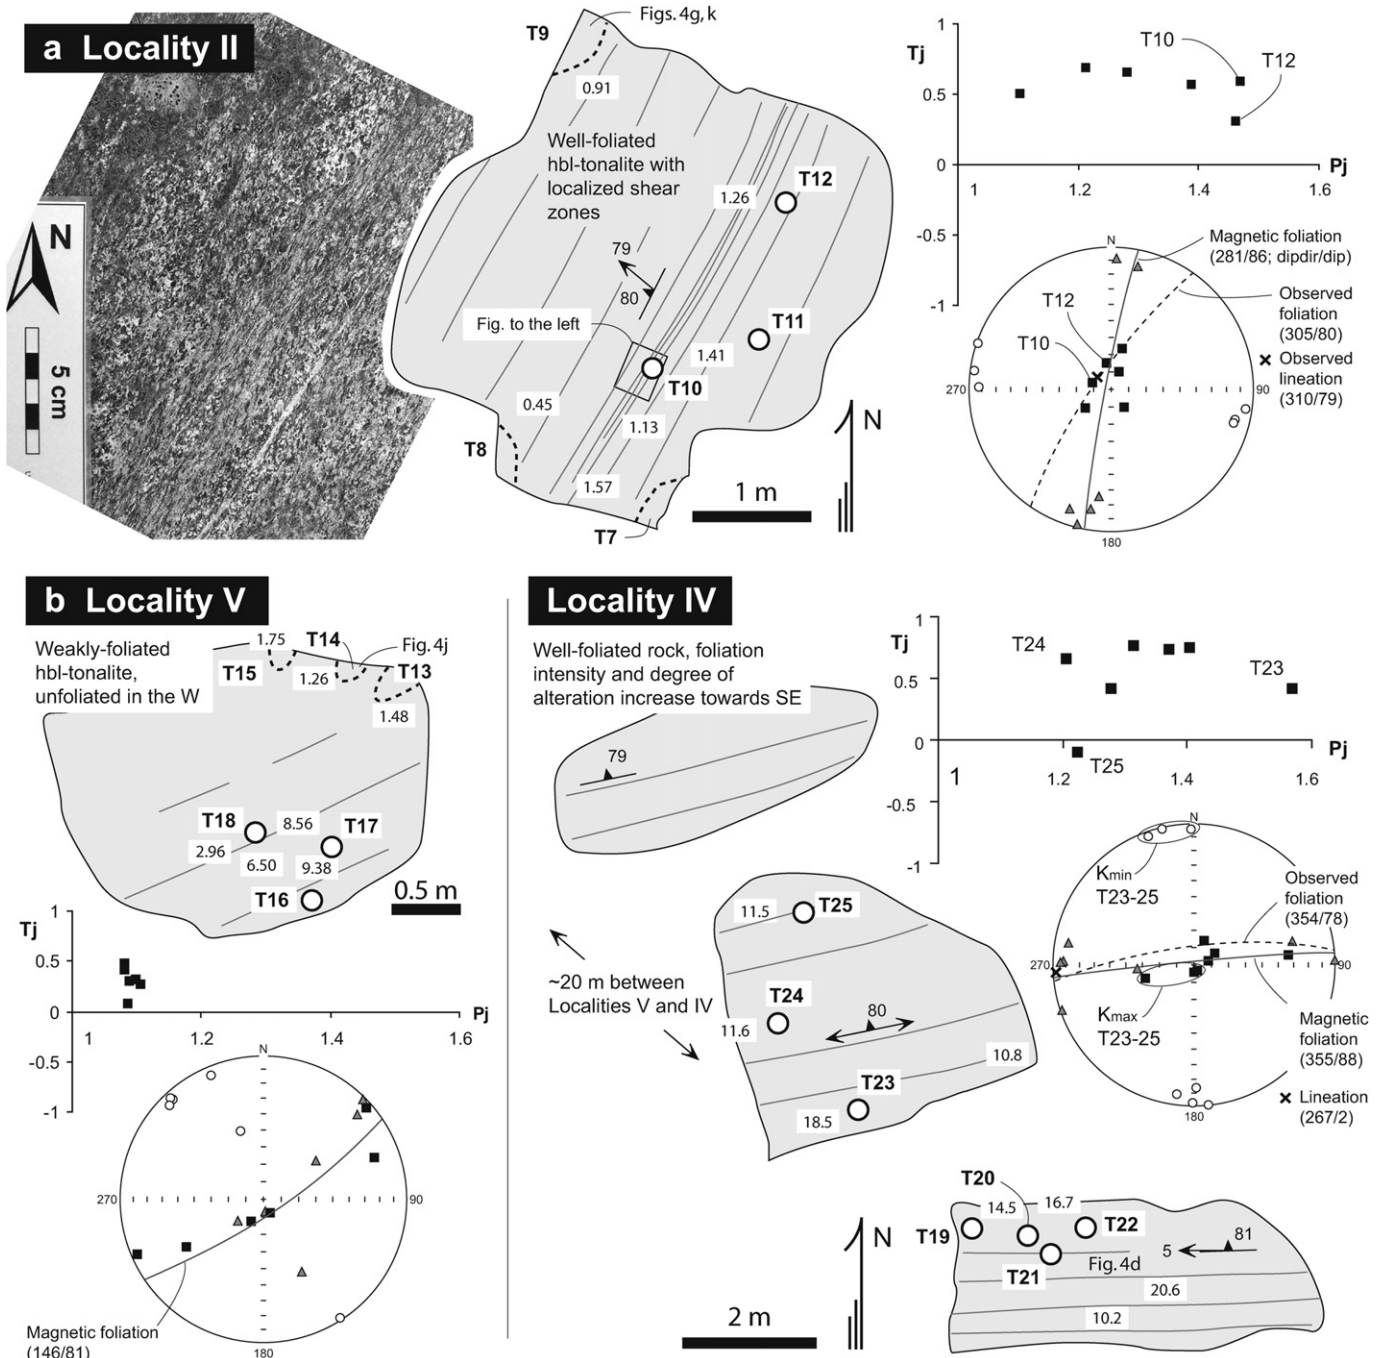 a Locality II
N
5 cm
T9
Figs. 4g, k
0.91
Well-foliated
hbl-tonalite with
localized shear
zones
1.26
T12
79
80
Fig. to the left
T11
1.41
T10
0.45
1.13
T8
1.57
T7
1 m
N
Tj
1
0.5
0
-0.5
-1
T10
T12
Pj
1
1.2
1.4
1.6
N
Magnetic foliation
(281/86; dipdir/dip)
Observed
foliation
(305/80)
Observed
lineation
(310/79)
T12
T10
270
90
180
b Locality V
Weakly-foliated
hbl-tonalite,
unfoliated in the W
1.75
T14
Fig. 4j
T15
1.26
T13
1.48
T18
8.56
T17
2.96
6.50
9.38
T16
0.5 m
Tj
1
0.5
0
-0.5
-1
1
1.2
1.4
1.6
Pj
N
270
90
180
Magnetic foliation
(146/81)
Locality IV
Well-foliated rock, foliation
intensity and degree of
alteration increase towards SE
79
~20 m between
Localities V and IV
11.5
T25
T24
11.6
80
10.8
T23
18.5
Tj
1
0.5
0
-0.5
-1
T24
T23
T25
Pj
1
1.2
1.4
1.6
N
Kmin
T23-25
Observed
foliation
(354/78)
270
90
Kmax
T23-25
Magnetic
foliation
(355/88)
Lineation
(267/2)
180
T20
14.5
16.7
T19
T22
T21
Fig. 4d
5
81
20.6
10.2
N
2 m